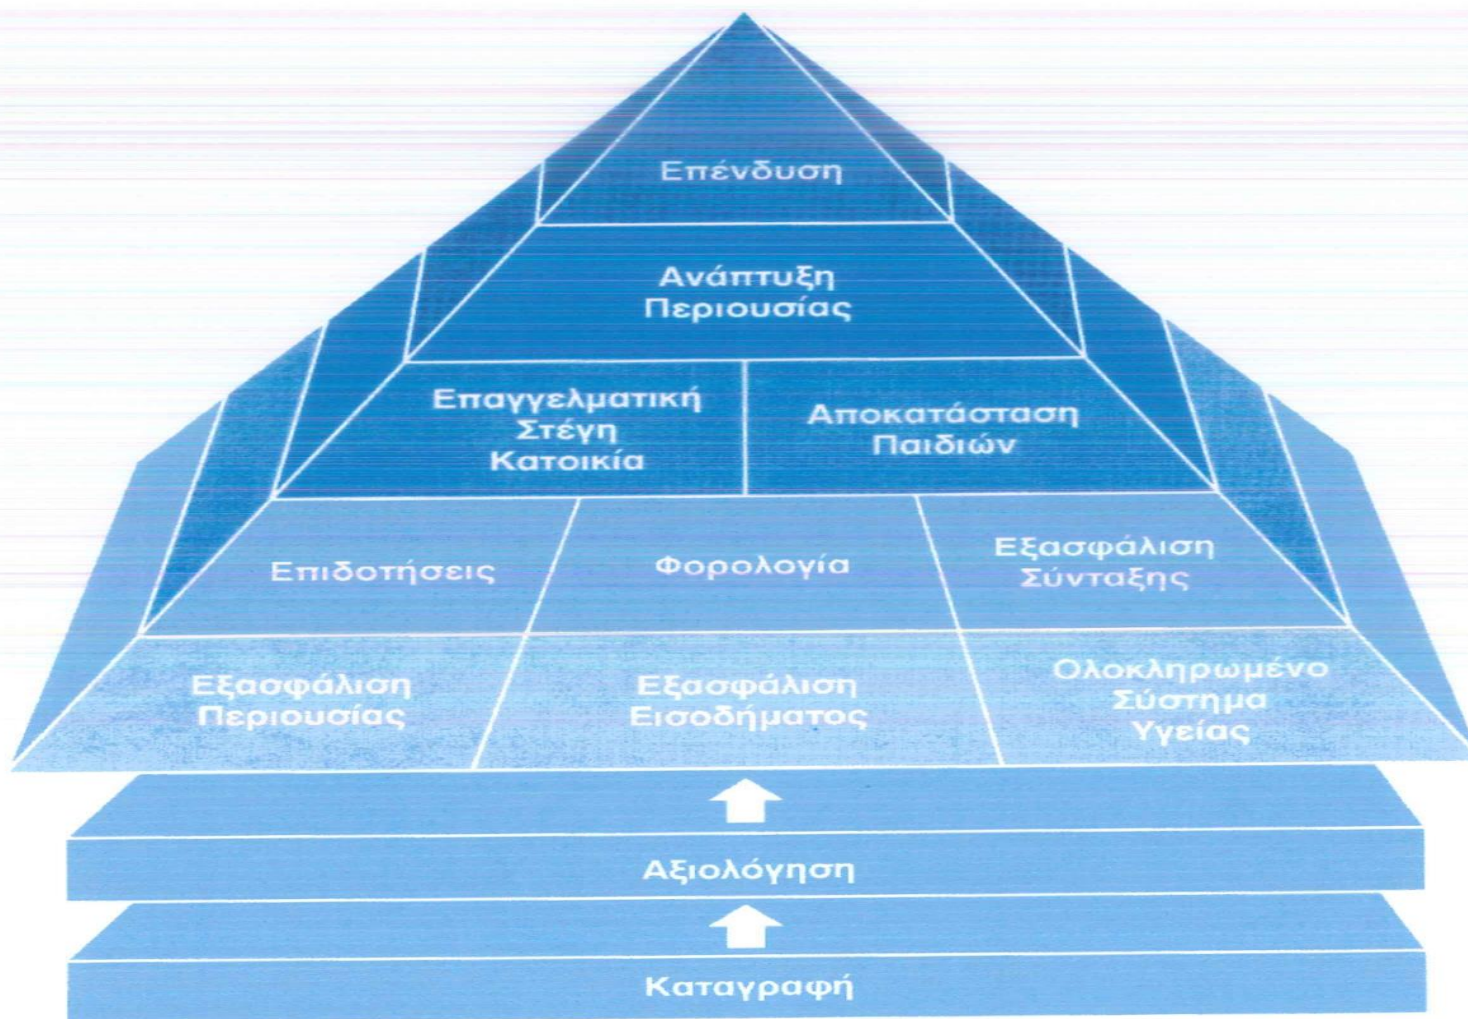 Επένδυση
Ανάπτυξη
Περιουσίας
Επαγγελματική
Στέγη
Κατοικία
Αποκατάσταση
Παιδιών
Επιδοτήσεις
Φορολογία
Εξασφάλιση
Σύνταξης
Εξασφάλιση
Περιουσίας
Εξασφάλιση
Εισοδήματος
Ολοκληρωμένο
Σύστημα
Υγείας
Αξιολόγηση
Καταγραφή